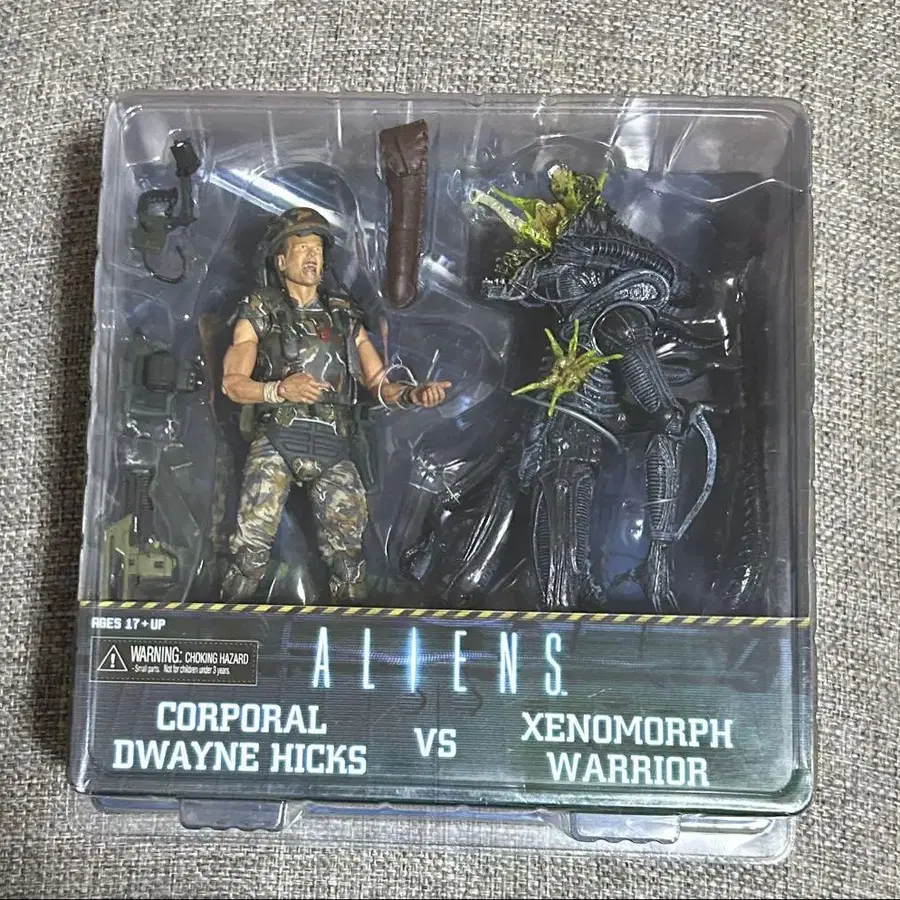 AGES 17+UP
WARNING: CHOKING HAZARD
-Small parts. Not for children under 3 years.
ALIENS™
CORPORAL
DWAYNE HICKS
VS
XENOMORPH
WARRIOR